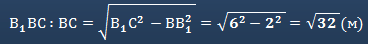 B₁BC: BC = √(B₁C² − BB₁²) = √(6² − 2²) = √32 (м)